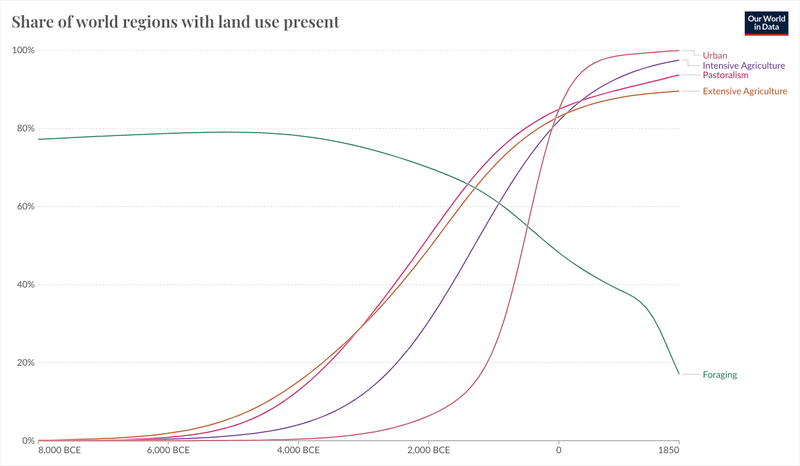 Share of world regions with land use present
Our World
in Data
100%
80%
60%
40%
20%
0%
8,000 BCE
6,000 BCE
4,000 BCE
2,000 BCE
0
1850
Urban
Intensive Agriculture
Pastoralism
Extensive Agriculture
Foraging